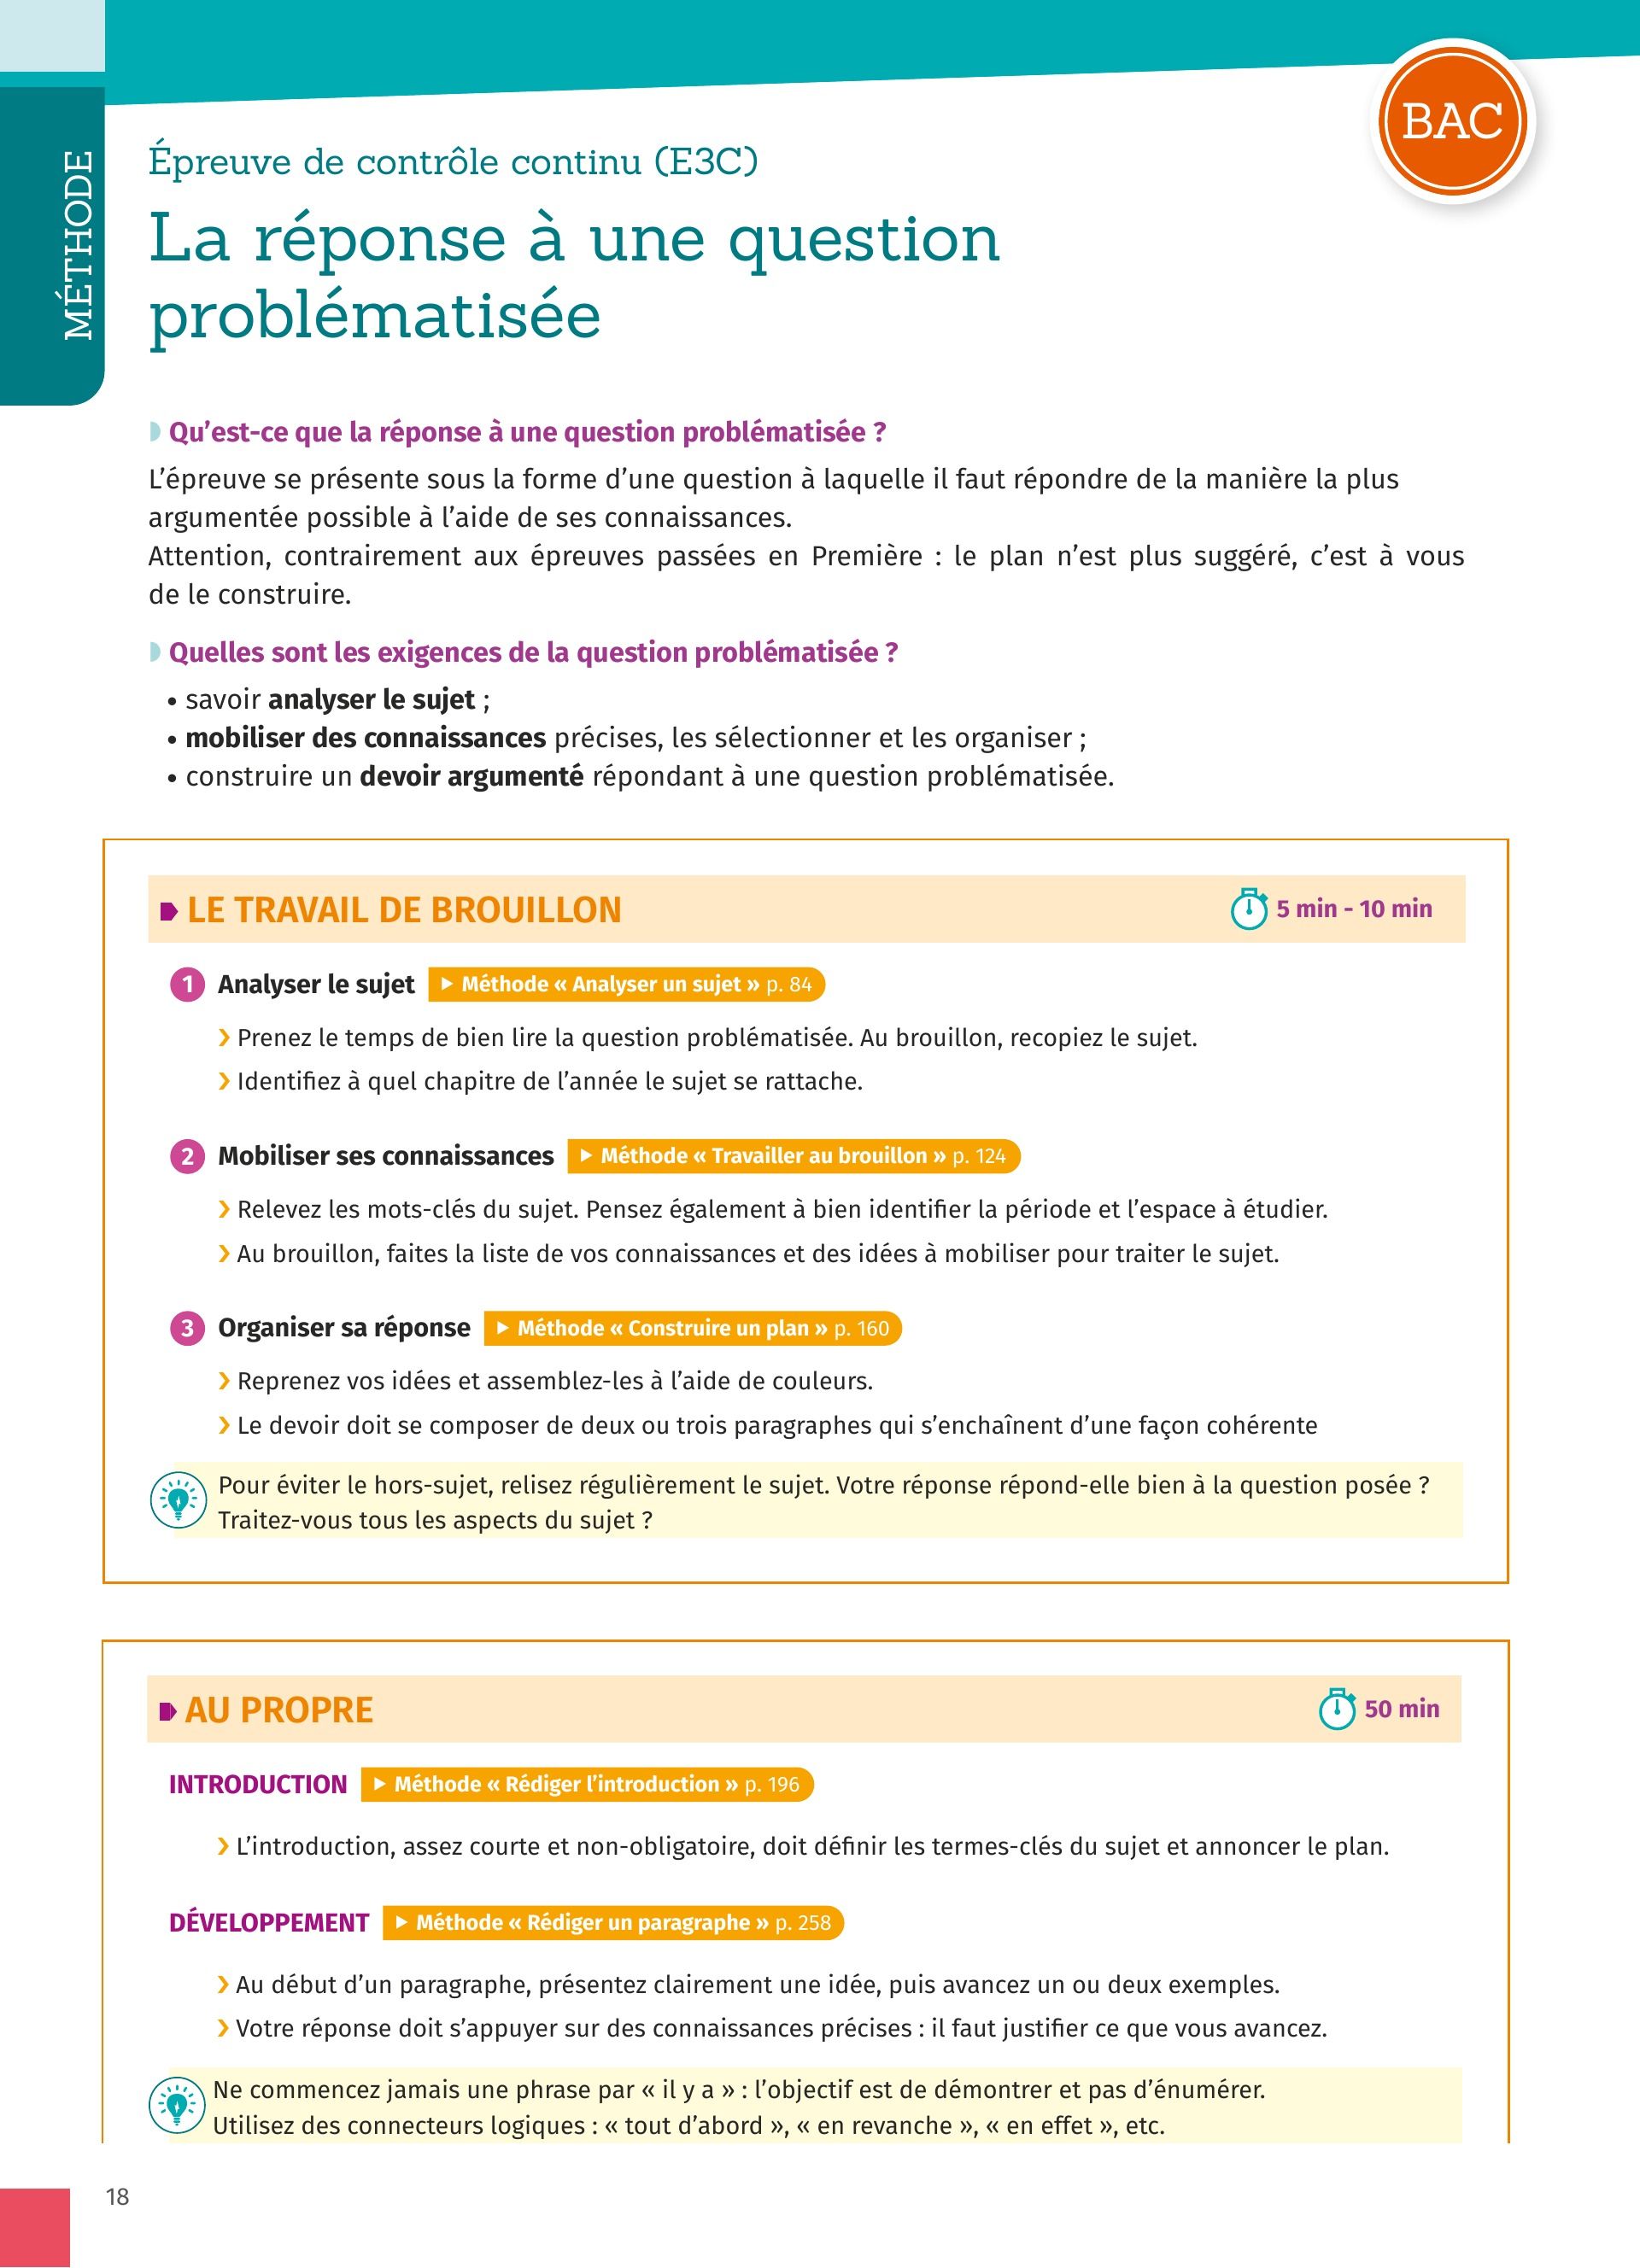 BAC
MÉTHODE
Épreuve de contrôle continu (E3C)
La réponse à une question
problématisée
Qu’est-ce que la réponse à une question problématisée ?
L’épreuve se présente sous la forme d’une question à laquelle il faut répondre de la manière la plus
argumentée possible à l’aide de ses connaissances.
Attention, contrairement aux épreuves passées en Première : le plan n’est plus suggéré, c’est à vous
de le construire.
Quelles sont les exigences de la question problématisée ?
• savoir analyser le sujet ;
• mobiliser des connaissances précises, les sélectionner et les organiser ;
• construire un devoir argumenté répondant à une question problématisée.
LE TRAVAIL DE BROUILLON 5 min - 10 min
1 Analyser le sujet ▶ Méthode « Analyser un sujet » p. 84
› Prenez le temps de bien lire la question problématisée. Au brouillon, recopiez le sujet.
› Identifiez à quel chapitre de l’année le sujet se rattache.
2 Mobiliser ses connaissances ▶ Méthode « Travailler au brouillon » p. 124
› Relevez les mots-clés du sujet. Pensez également à bien identifier la période et l’espace à étudier.
› Au brouillon, faites la liste de vos connaissances et des idées à mobiliser pour traiter le sujet.
3 Organiser sa réponse ▶ Méthode « Construire un plan » p. 160
› Reprenez vos idées et assemblez-les à l’aide de couleurs.
› Le devoir doit se composer de deux ou trois paragraphes qui s’enchaînent d’une façon cohérente
Pour éviter le hors-sujet, relisez régulièrement le sujet. Votre réponse répond-elle bien à la question posée ?
Traitez-vous tous les aspects du sujet ?
AU PROPRE 50 min
INTRODUCTION ▶ Méthode « Rédiger l’introduction » p. 196
› L’introduction, assez courte et non-obligatoire, doit définir les termes-clés du sujet et annoncer le plan.
DÉVELOPPEMENT ▶ Méthode « Rédiger un paragraphe » p. 258
› Au début d’un paragraphe, présentez clairement une idée, puis avancez un ou deux exemples.
› Votre réponse doit s’appuyer sur des connaissances précises : il faut justifier ce que vous avancez.
Ne commencez jamais une phrase par « il y a » : l’objectif est de démontrer et pas d’énumérer.
Utilisez des connecteurs logiques : « tout d’abord », « en revanche », « en effet », etc.
18